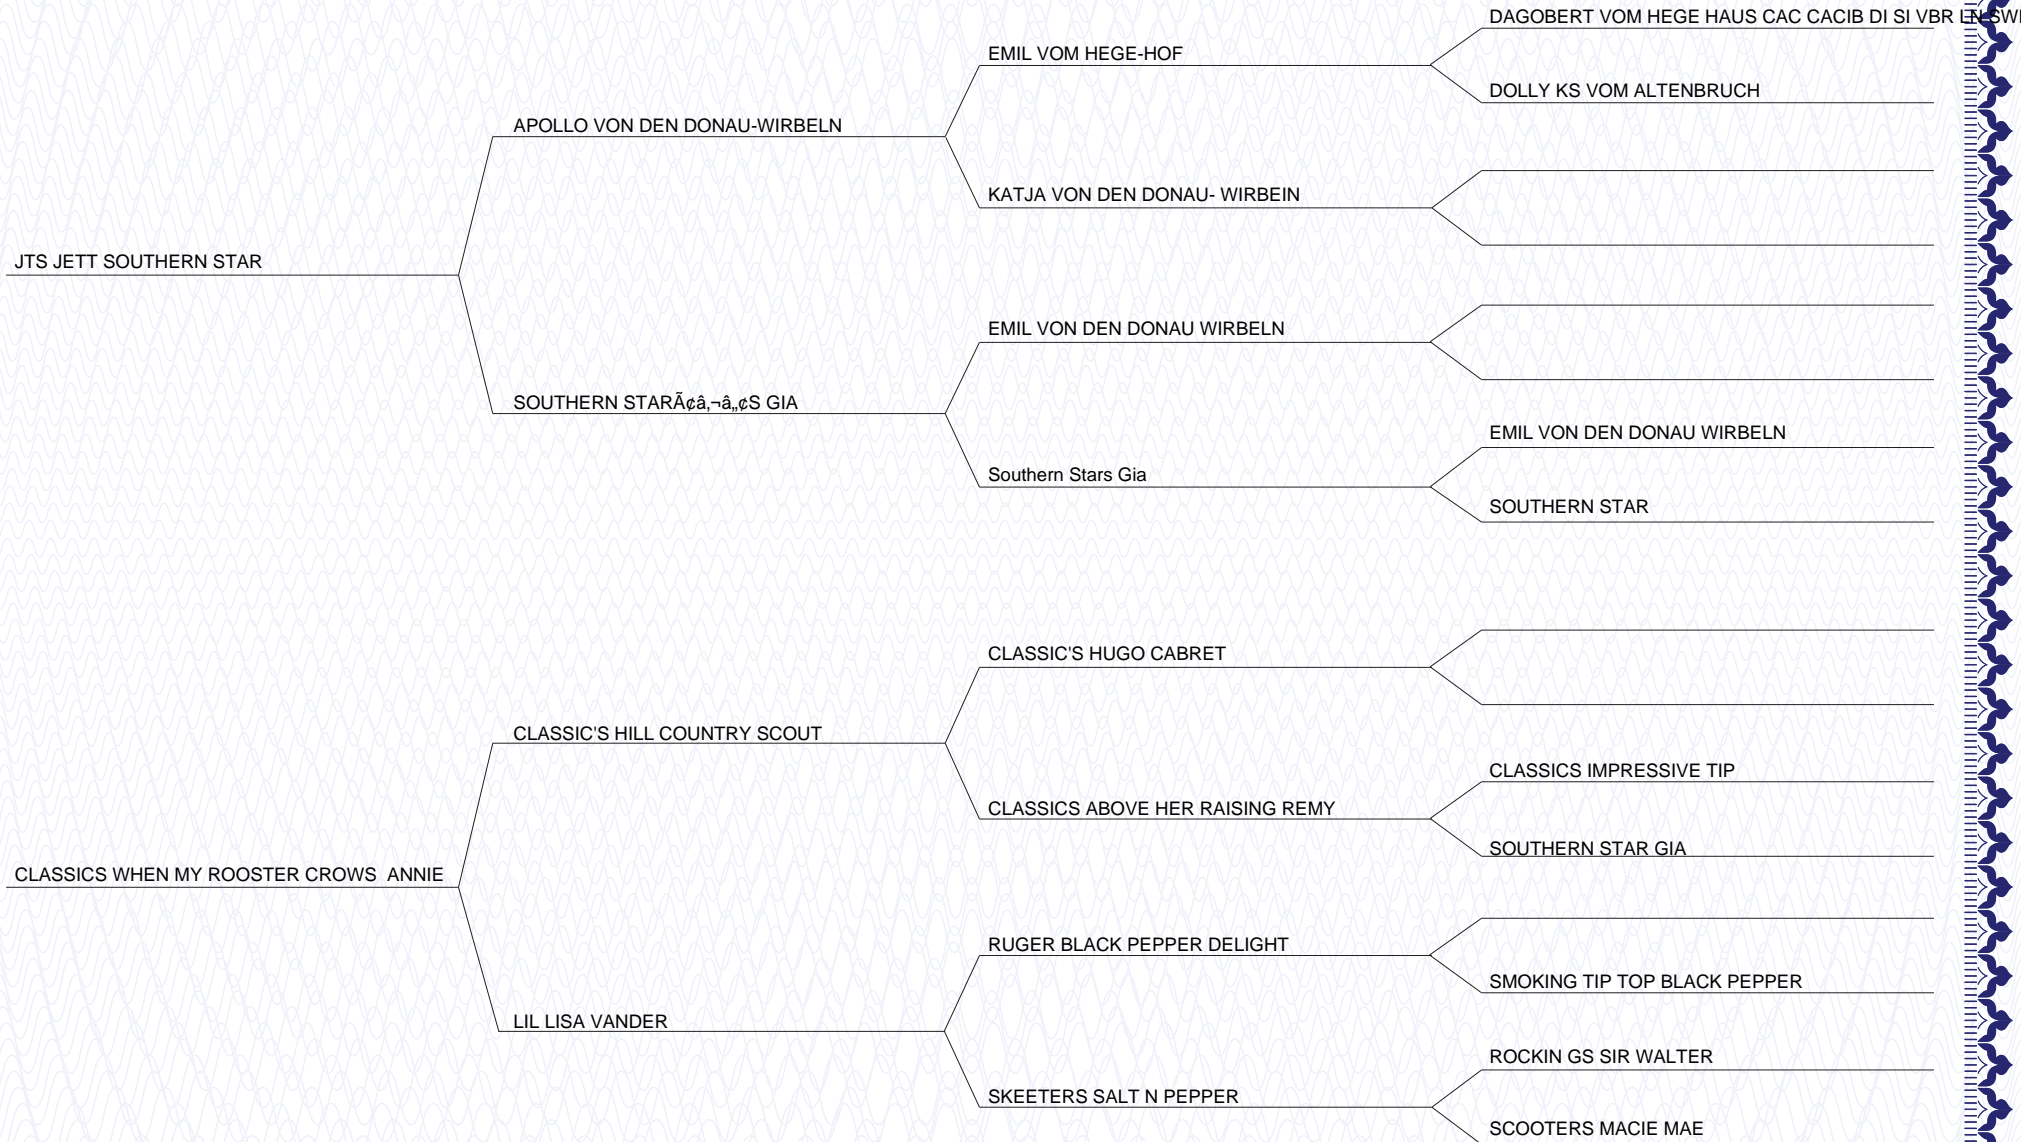 DAGOBERT VOM HEGE HAUS CAC CACIB DI SI VBR LN SWI
EMIL VOM HEGE-HOF
DOLLY KS VOM ALTENBRUCH
APOLLO VON DEN DONAU-WIRBELN
KATJA VON DEN DONAU- WIRBEIN
JTS JETT SOUTHERN STAR
EMIL VON DEN DONAU WIRBELN
SOUTHERN STARÃ¢â‚¬â„¢S GIA
EMIL VON DEN DONAU WIRBELN
Southern Stars Gia
SOUTHERN STAR
CLASSIC'S HUGO CABRET
CLASSIC'S HILL COUNTRY SCOUT
CLASSICS IMPRESSIVE TIP
CLASSICS ABOVE HER RAISING REMY
SOUTHERN STAR GIA
CLASSICS WHEN MY ROOSTER CROWS  ANNIE
RUGER BLACK PEPPER DELIGHT
SMOKING TIP TOP BLACK PEPPER
LIL LISA VANDER
ROCKIN GS SIR WALTER
SKEETERS SALT N PEPPER
SCOOTERS MACIE MAE